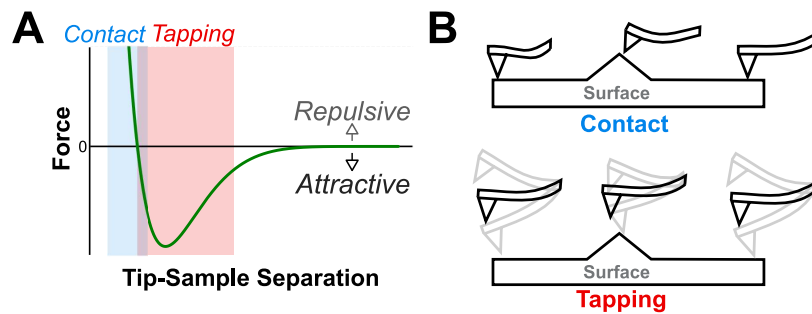 A
Contact Tapping
Force
0
Repulsive
Attractive
Tip-Sample Separation
B
Surface
Contact
Surface
Tapping